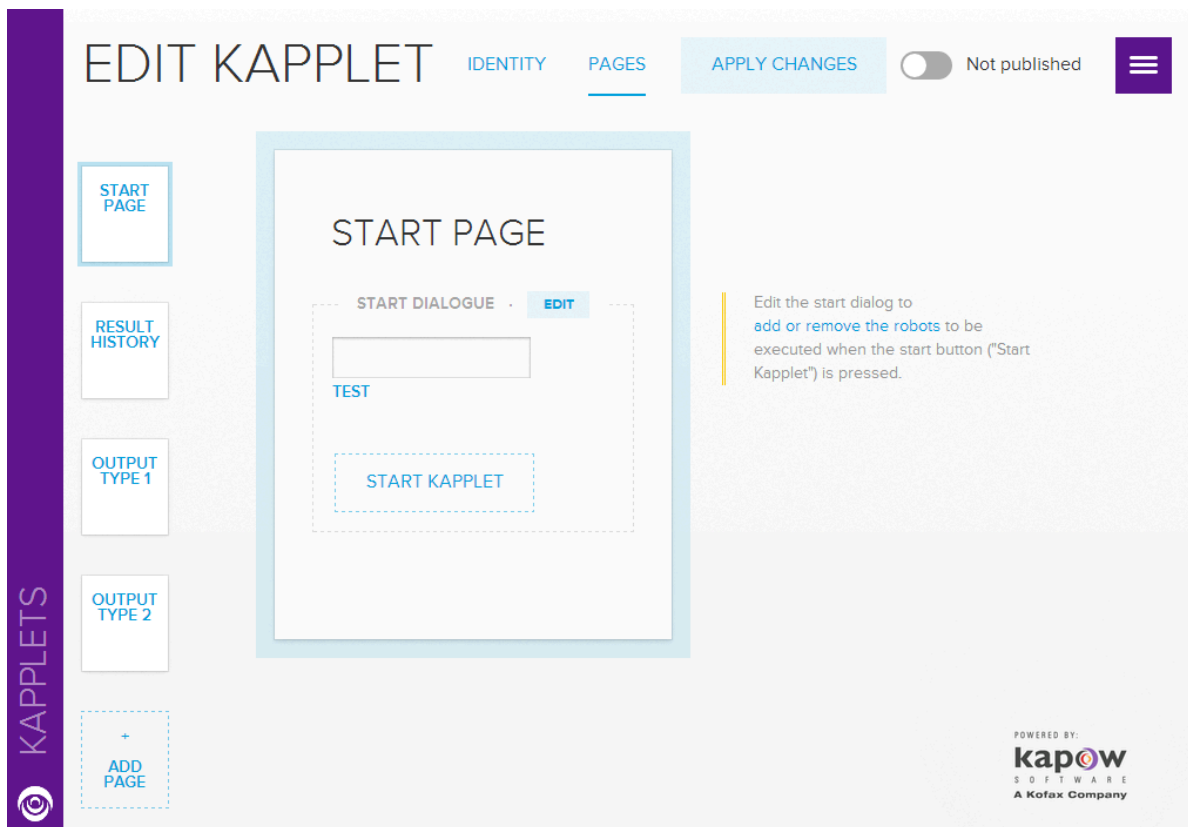 EDIT KAPPLET
IDENTITY
PAGES
APPLY CHANGES
Not published
START
PAGE
RESULT
HISTORY
OUTPUT
TYPE 1
OUTPUT
TYPE 2
+
ADD
PAGE
START PAGE
START DIALOGUE · EDIT
TEST
START KAPPLET
Edit the start dialog to
add or remove the robots to be
executed when the start button ("Start
Kapplet") is pressed.
KAPPLETS
POWERED BY:
kapow
SOFTWARE
A Kofax Company